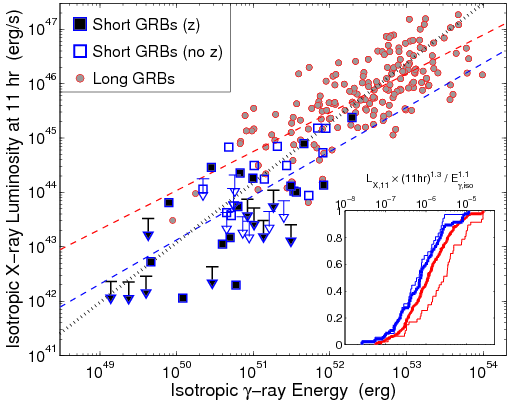 Isotropic X−ray Luminosity at 11 hr (erg/s)
10^47
10^46
10^45
10^44
10^43
10^42
10^41
Short GRBs (z)
Short GRBs (no z)
Long GRBs
L_X,11 × (11hr)^1.3 / E_γ,iso^1.1
10^−8 10^−7 10^−6 10^−5
1
0.8
0.6
0.4
0.2
0
10^49 10^50 10^51 10^52 10^53 10^54
Isotropic γ−ray Energy (erg)